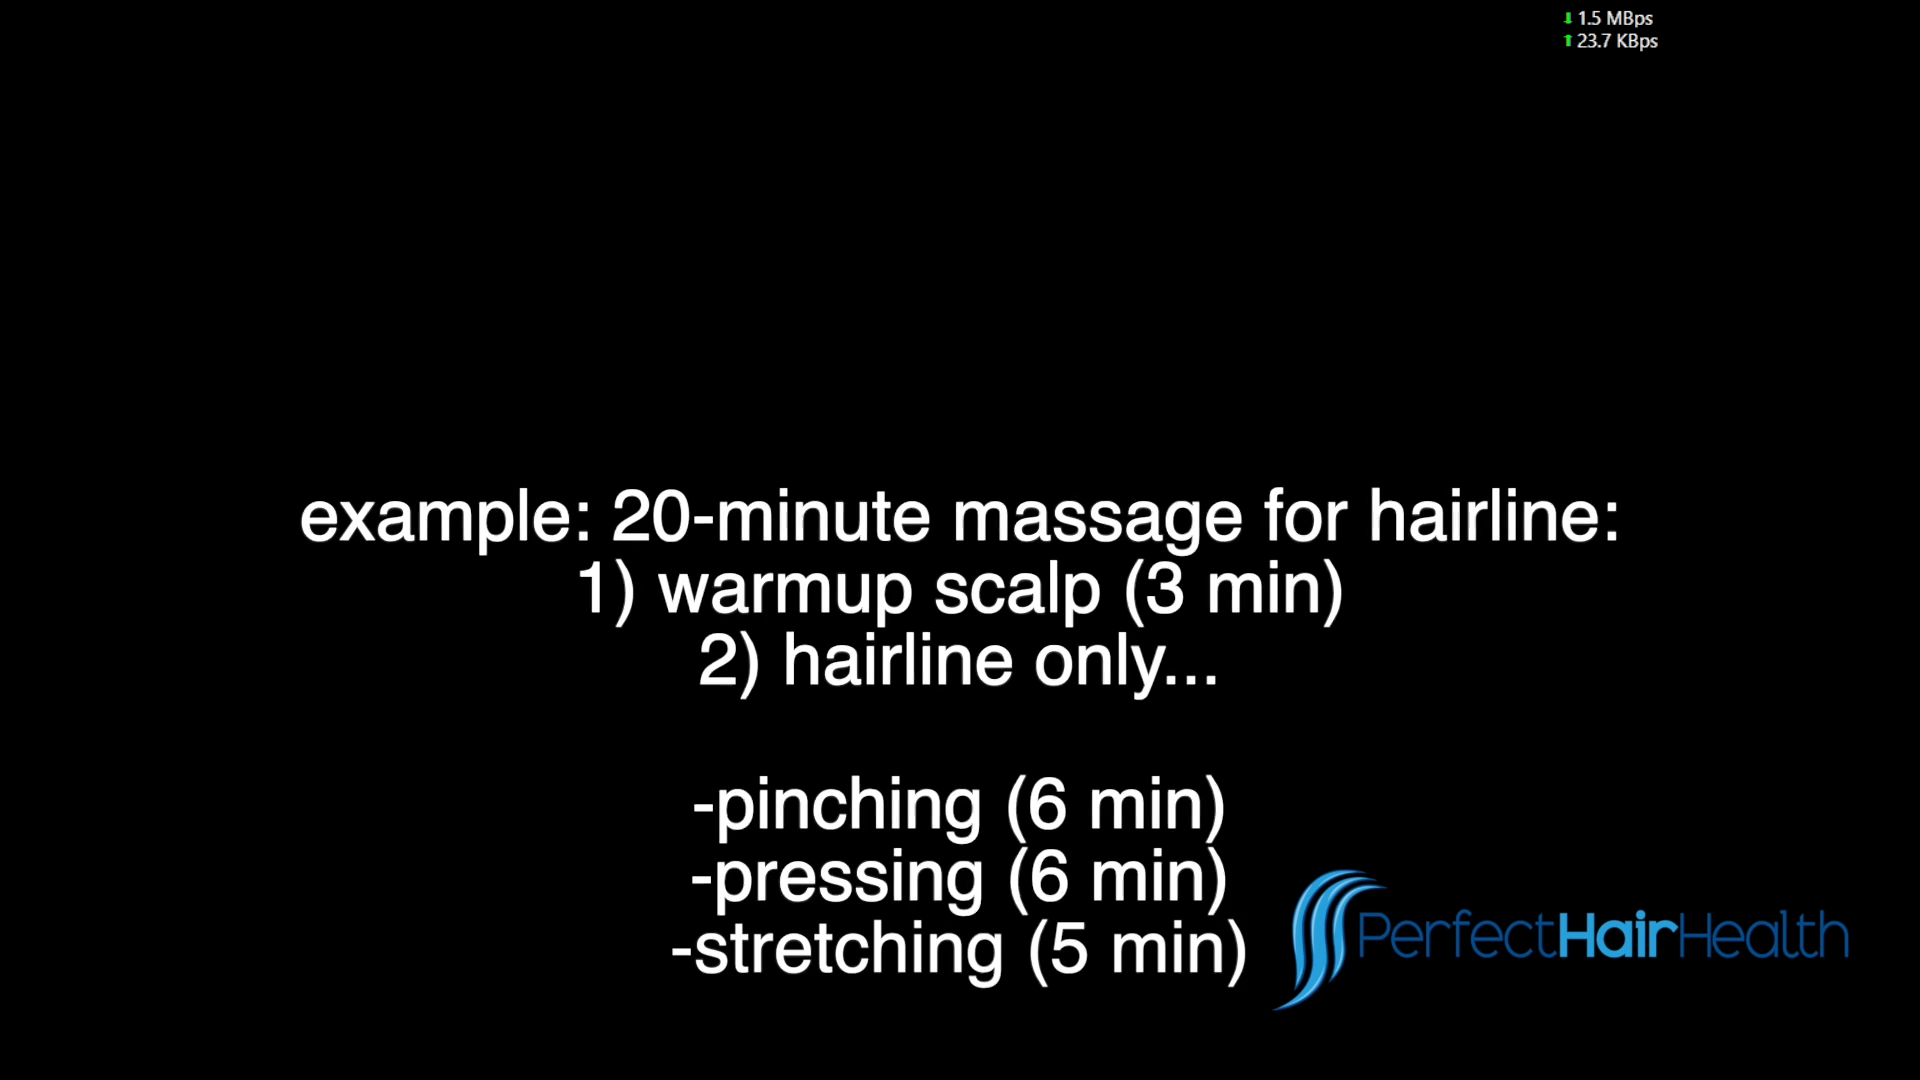 1.5 MBps
23.7 KBps
example: 20-minute massage for hairline:
1) warmup scalp (3 min)
2) hairline only...
-pinching (6 min)
-pressing (6 min)
-stretching (5 min)
PerfectHairHealth